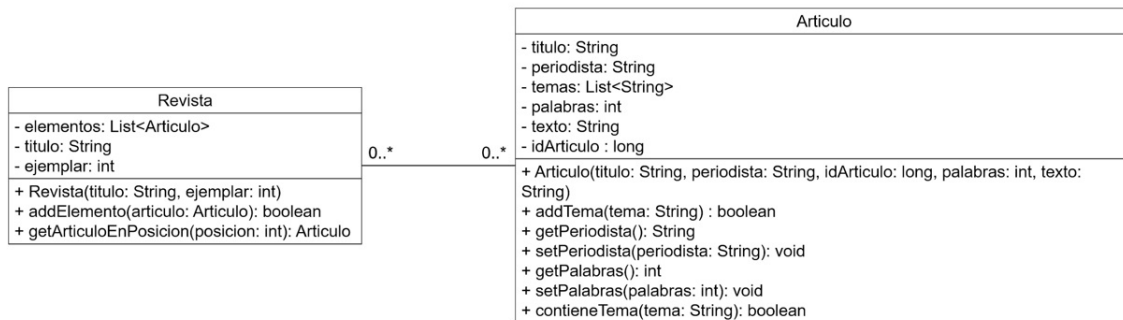 Revista
- elementos: List<Articulo>
- titulo: String
- ejemplar: int
+ Revista(titulo: String, ejemplar: int)
+ addElemento(articulo: Articulo): boolean
+ getArticuloEnPosicion(posicion: int): Articulo
0..*
0..*
Articulo
- titulo: String
- periodista: String
- temas: List<String>
- palabras: int
- texto: String
- idArticulo : long
+ Articulo(titulo: String, periodista: String, idArticulo: long, palabras: int, texto:
String)
+ addTema(tema: String) : boolean
+ getPeriodista(): String
+ setPeriodista(periodista: String): void
+ getPalabras(): int
+ setPalabras(palabras: int): void
+ contieneTema(tema: String): boolean